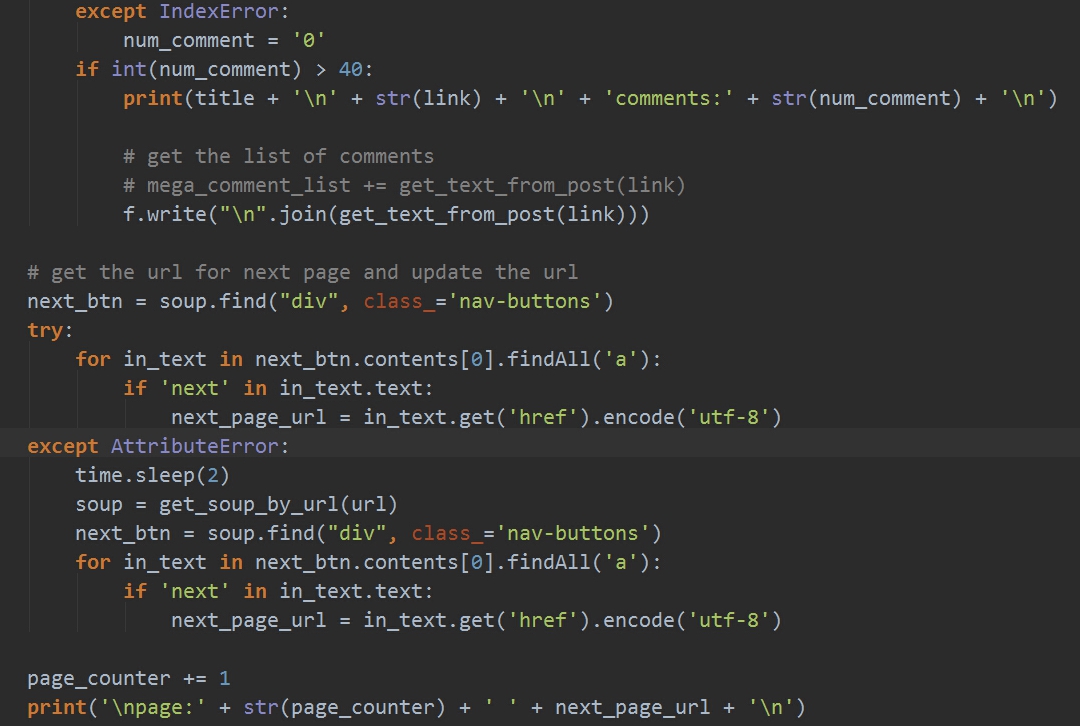 except IndexError:
num_comment = '0'
if int(num_comment) > 40:
print(title + '\n' + str(link) + '\n' + 'comments:' + str(num_comment) + '\n')
# get the list of comments
# mega_comment_list += get_text_from_post(link)
f.write("\n".join(get_text_from_post(link)))
# get the url for next page and update the url
next_btn = soup.find("div", class_='nav-buttons')
try:
for in_text in next_btn.contents[0].findAll('a'):
if 'next' in in_text.text:
next_page_url = in_text.get('href').encode('utf-8')
except AttributeError:
time.sleep(2)
soup = get_soup_by_url(url)
next_btn = soup.find("div", class_='nav-buttons')
for in_text in next_btn.contents[0].findAll('a'):
if 'next' in in_text.text:
next_page_url = in_text.get('href').encode('utf-8')
page_counter += 1
print('\npage:' + str(page_counter) + ' ' + next_page_url + '\n')